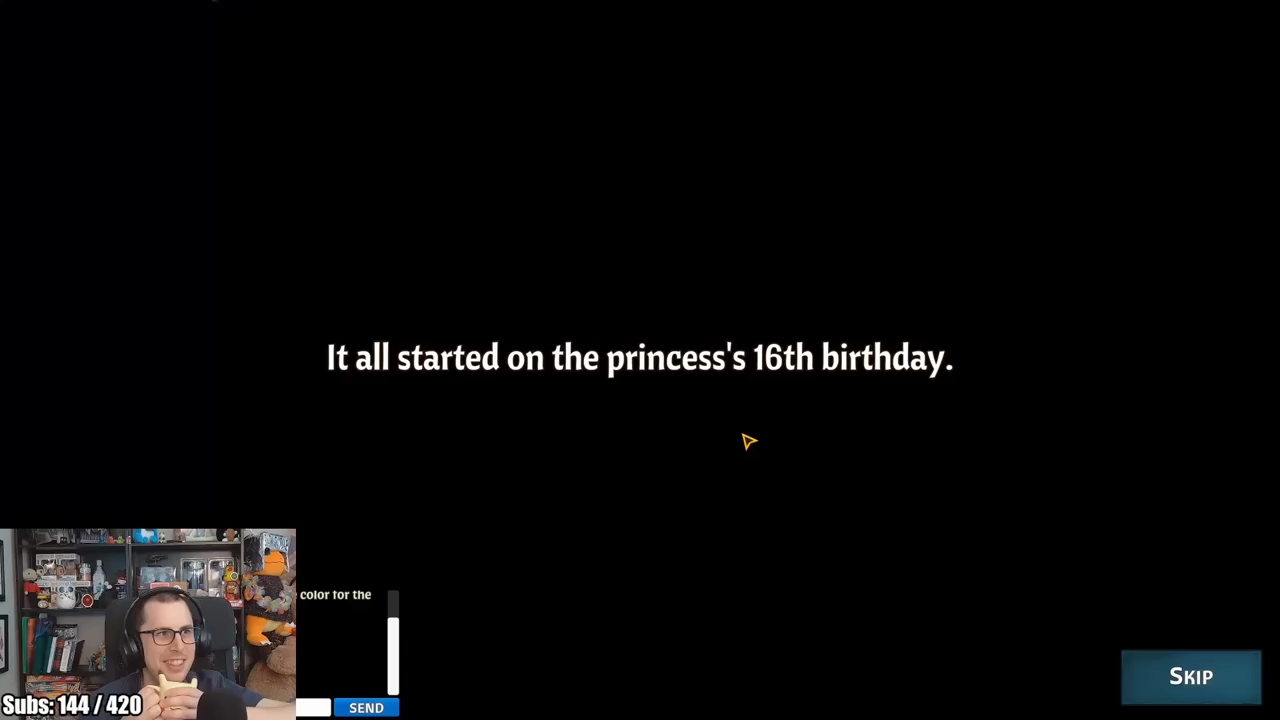 It all started on the princess's 16th birthday.
color for the
SKIP
Subs: 144 / 420
SEND